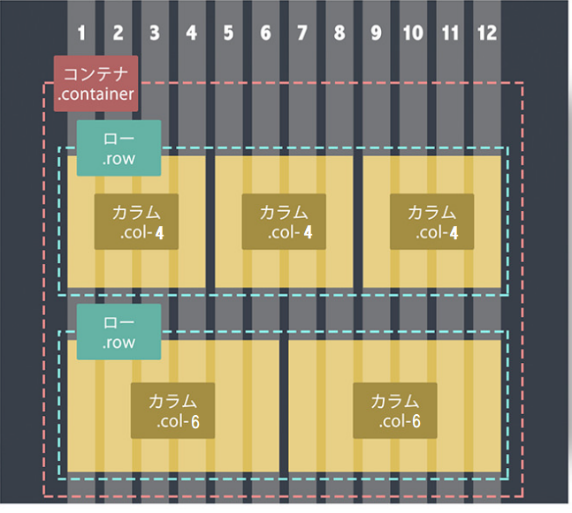 1 2 3 4 5 6 7 8 9 10 11 12
コンテナ
.container
ロー
.row
カラム
.col-4
カラム
.col-4
カラム
.col-4
ロー
.row
カラム
.col-6
カラム
.col-6